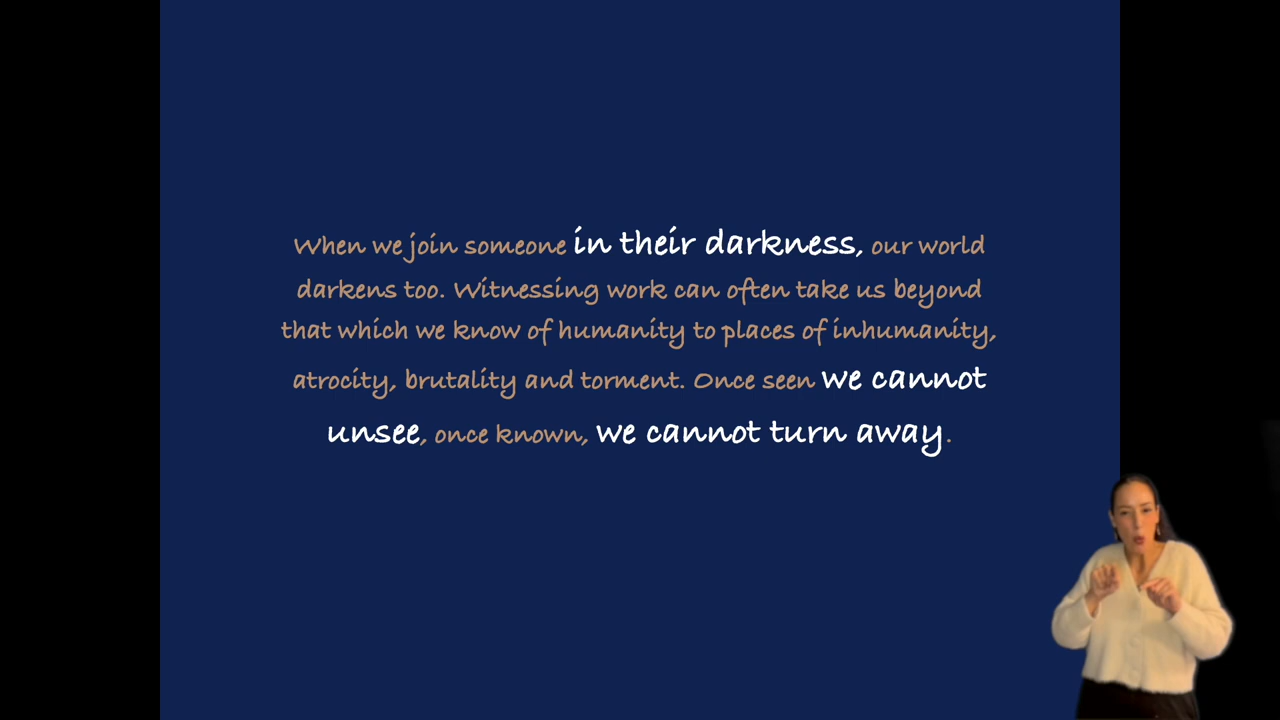 When we join someone in their darkness, our world
darkens too. Witnessing work can often take us beyond
that which we know of humanity to places of inhumanity,
atrocity, brutality and torment. Once seen we cannot
unsee, once known, we cannot turn away.